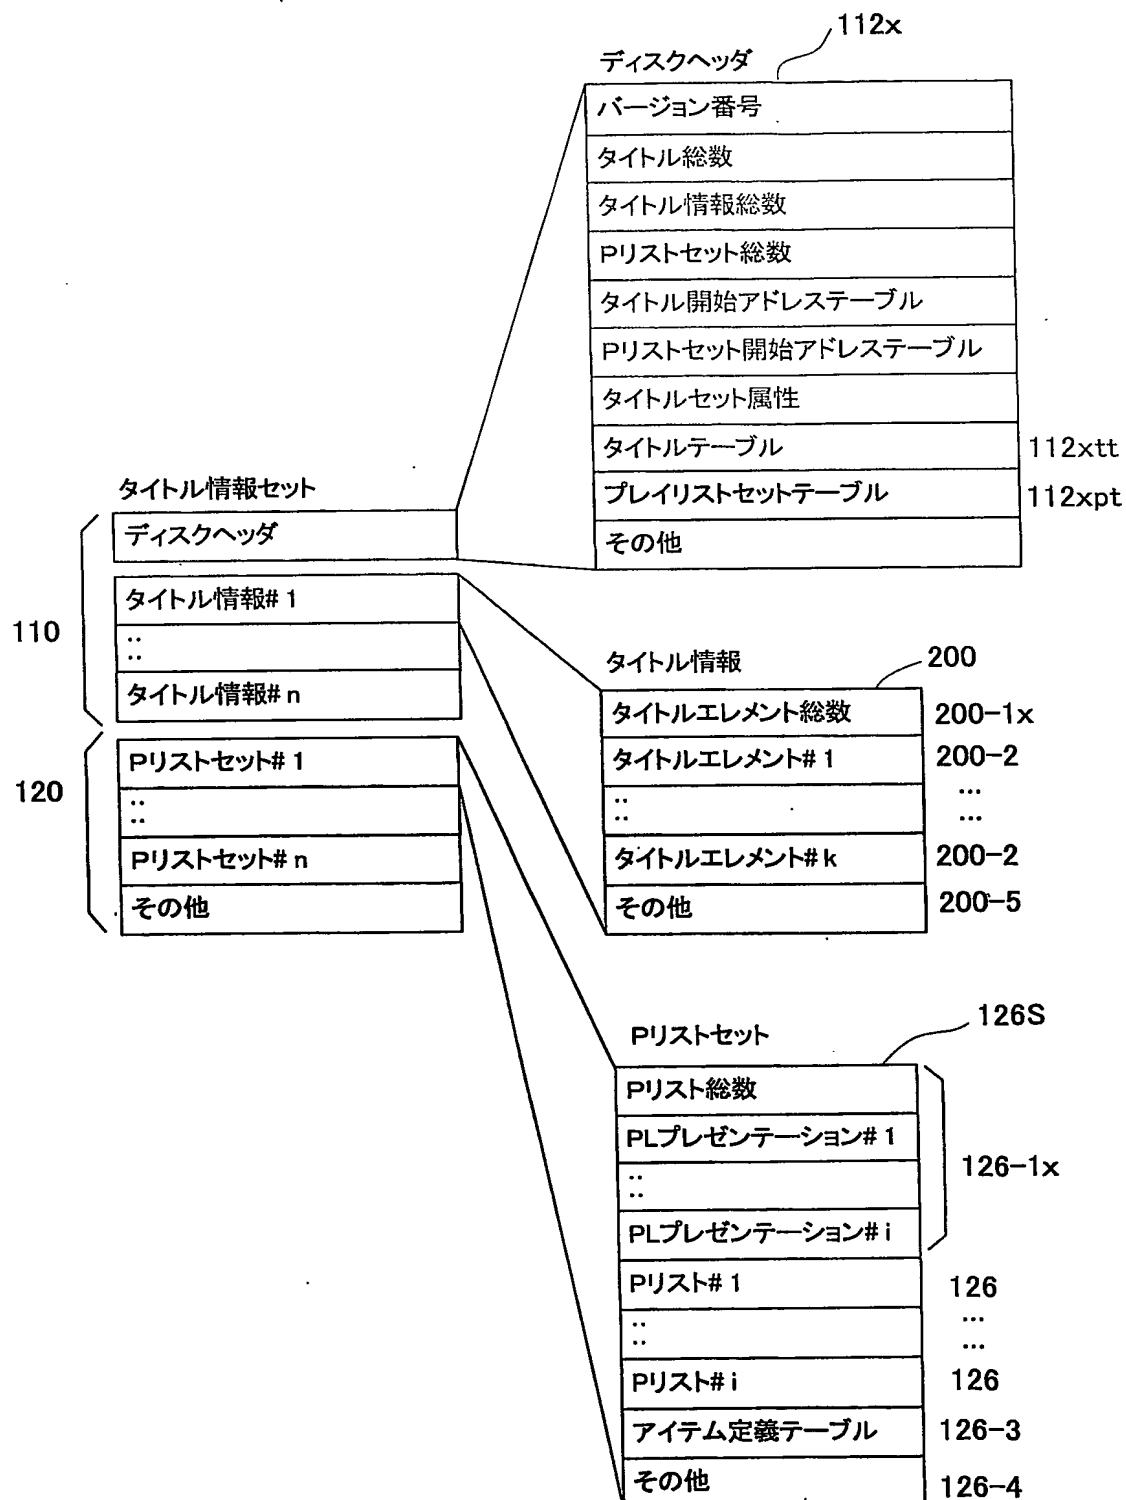 112x
ディスクヘッダ
バージョン番号
タイトル総数
タイトル情報総数
Pリストセット総数
タイトル開始アドレステーブル
Pリストセット開始アドレステーブル
タイトルセット属性
タイトルテーブル 112xtt
プレイリストセットテーブル 112xpt
その他
タイトル情報セット
ディスクヘッダ
タイトル情報#1
::
タイトル情報#n
110
Pリストセット#1
::
Pリストセット#n
その他
120
タイトル情報 200
タイトルエレメント総数 200-1x
タイトルエレメント#1 200-2
:: ...
...
タイトルエレメント#k 200-2
その他 200-5
Pリストセット 126S
Pリスト総数
PLプレゼンテーション#1
::
PLプレゼンテーション#i
126-1x
Pリスト#1 126
:: ...
...
Pリスト#i 126
アイテム定義テーブル 126-3
その他 126-4